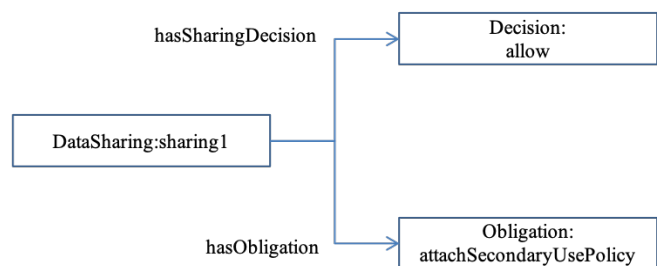 hasSharingDecision
Decision:
allow
DataSharing:sharing1
hasObligation
Obligation:
attachSecondaryUsePolicy